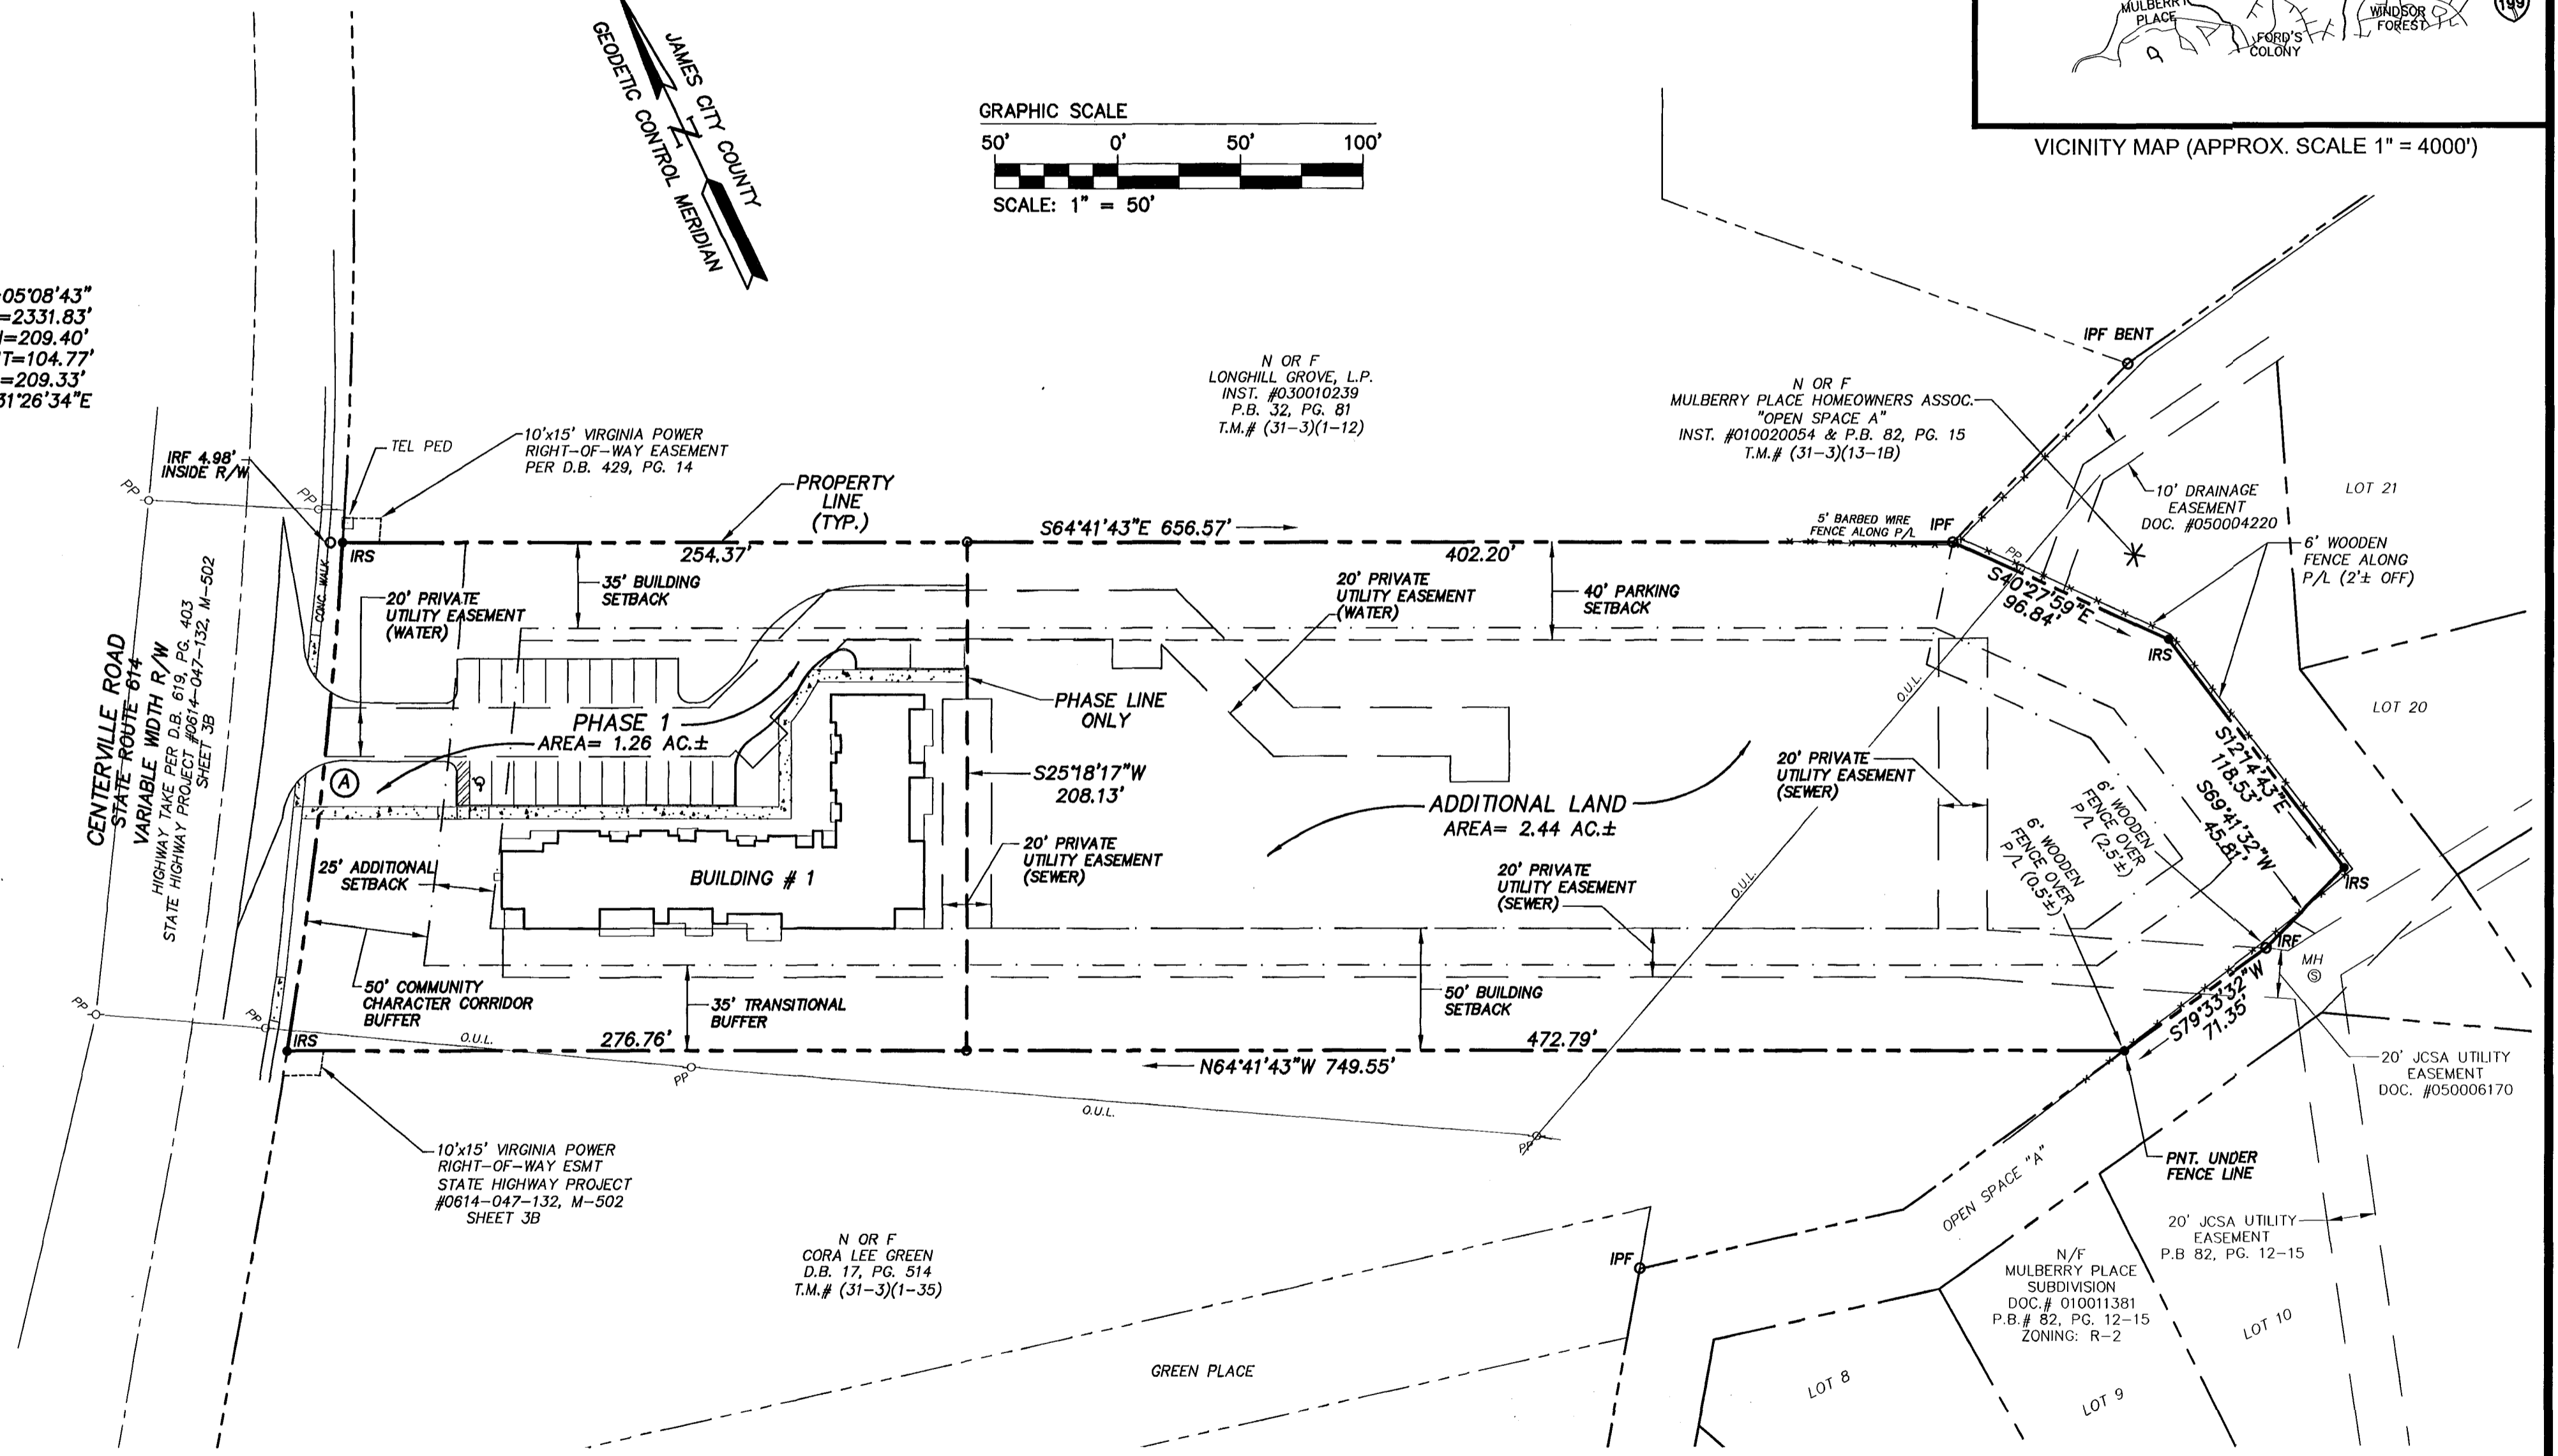 MULBERRY
PLACE
FORD'S
COLONY
WINDSOR
FOREST
199
VICINITY MAP (APPROX. SCALE 1" = 4000')
JAMES CITY COUNTY
GEODETIC CONTROL MERIDIAN
GRAPHIC SCALE
50' 0' 50' 100'
SCALE: 1" = 50'
05°08'43"
=2331.83'
=209.40'
T=104.77'
=209.33'
31°26'34"E
IRF 4.98'
INSIDE R/W
TEL PED
10'x15' VIRGINIA POWER
RIGHT-OF-WAY EASEMENT
PER D.B. 429, PG. 14
PP
PP
IRS
CONC. WALK
PROPERTY
LINE
(TYP.)
254.37'
S64°41'43"E 656.57'
402.20'
N OR F
LONGHILL GROVE, L.P.
INST. #030010239
P.B. 32, PG. 81
T.M.# (31-3)(1-12)
N OR F
MULBERRY PLACE HOMEOWNERS ASSOC.
"OPEN SPACE A"
INST. #010020054 & P.B. 82, PG. 15
T.M.# (31-3)(13-1B)
IPF BENT
5' BARBED WIRE
FENCE ALONG P/L
IPF
10' DRAINAGE
EASEMENT
DOC. #050004220
LOT 21
6' WOODEN
FENCE ALONG
P/L (2'± OFF)
PP
S40°27'59"E
96.84'
IRS
LOT 20
35' BUILDING
SETBACK
20' PRIVATE
UTILITY EASEMENT
(WATER)
20' PRIVATE
UTILITY EASEMENT
(WATER)
40' PARKING
SETBACK
O.U.L.
CENTERVILLE ROAD
STATE ROUTE 614
VARIABLE WIDTH R/W
HIGHWAY TAKE PER D.B. 619, PG. 403
STATE HIGHWAY PROJECT #0614-047-132, M-502
SHEET 3B
PHASE 1
AREA= 1.26 AC.±
A
PHASE LINE
ONLY
S25°18'17"W
208.13'
ADDITIONAL LAND
AREA= 2.44 AC.±
20' PRIVATE
UTILITY EASEMENT
(SEWER)
S12°14'43"E
118.53'
S69°41'32"W
45.81'
6' WOODEN
FENCE OVER
P/L (2.5'±)
6' WOODEN
FENCE OVER
P/L (0.5'±)
IRS
25' ADDITIONAL
SETBACK
BUILDING # 1
20' PRIVATE
UTILITY EASEMENT
(SEWER)
20' PRIVATE
UTILITY EASEMENT
(SEWER)
O.U.L.
IRF
MH
S
S79°33'32"W
71.35'
50' COMMUNITY
CHARACTER CORRIDOR
BUFFER
35' TRANSITIONAL
BUFFER
50' BUILDING
SETBACK
PP
PP
IRS
O.U.L.
276.76'
472.79'
N64°41'43"W 749.55'
PP
O.U.L.
PP
20' JCSA UTILITY
EASEMENT
DOC. #050006170
PNT. UNDER
FENCE LINE
10'x15' VIRGINIA POWER
RIGHT-OF-WAY ESMT
STATE HIGHWAY PROJECT
#0614-047-132, M-502
SHEET 3B
N OR F
CORA LEE GREEN
D.B. 17, PG. 514
T.M.# (31-3)(1-35)
OPEN SPACE "A"
20' JCSA UTILITY
EASEMENT
P.B 82, PG. 12-15
IPF
N/F
MULBERRY PLACE
SUBDIVISION
DOC.# 010011381
P.B.# 82, PG. 12-15
ZONING: R-2
GREEN PLACE
LOT 8
LOT 9
LOT 10